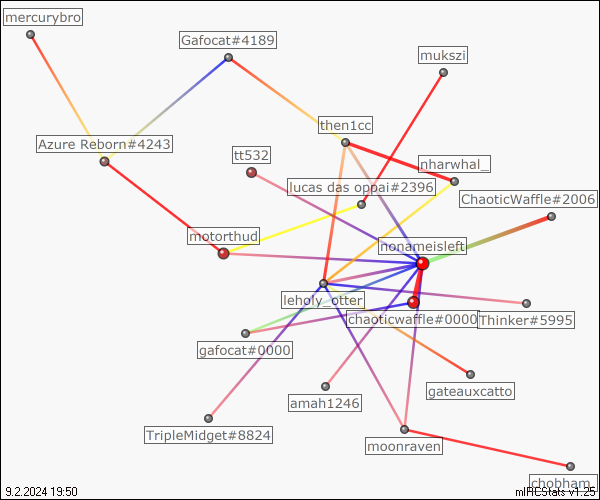 mercurybro
Gafocat#4189
mukszi
then1cc
Azure Reborn#4243
tt532
nharwhal_
lucas das oppai#2396
ChaoticWaffle#2006
motorthud
nonameisleft
leholy_otter
chaoticwaffle#0000
Thinker#5995
gafocat#0000
gateauxcatto
amah1246
TripleMidget#8824
moonraven
chobham_
9.2.2024 19:50
mIRCStats v1.25